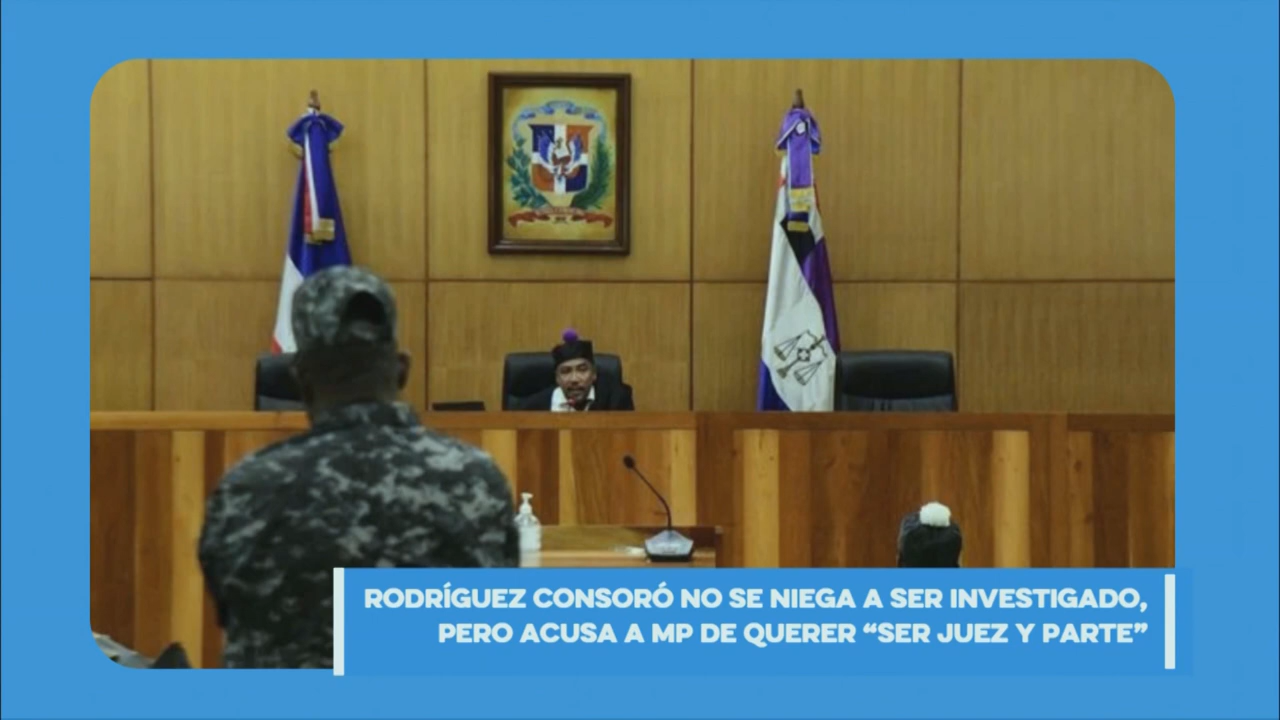 RODRÍGUEZ CONSORÓ NO SE NIEGA A SER INVESTIGADO,
PERO ACUSA A MP DE QUERER “SER JUEZ Y PARTE”